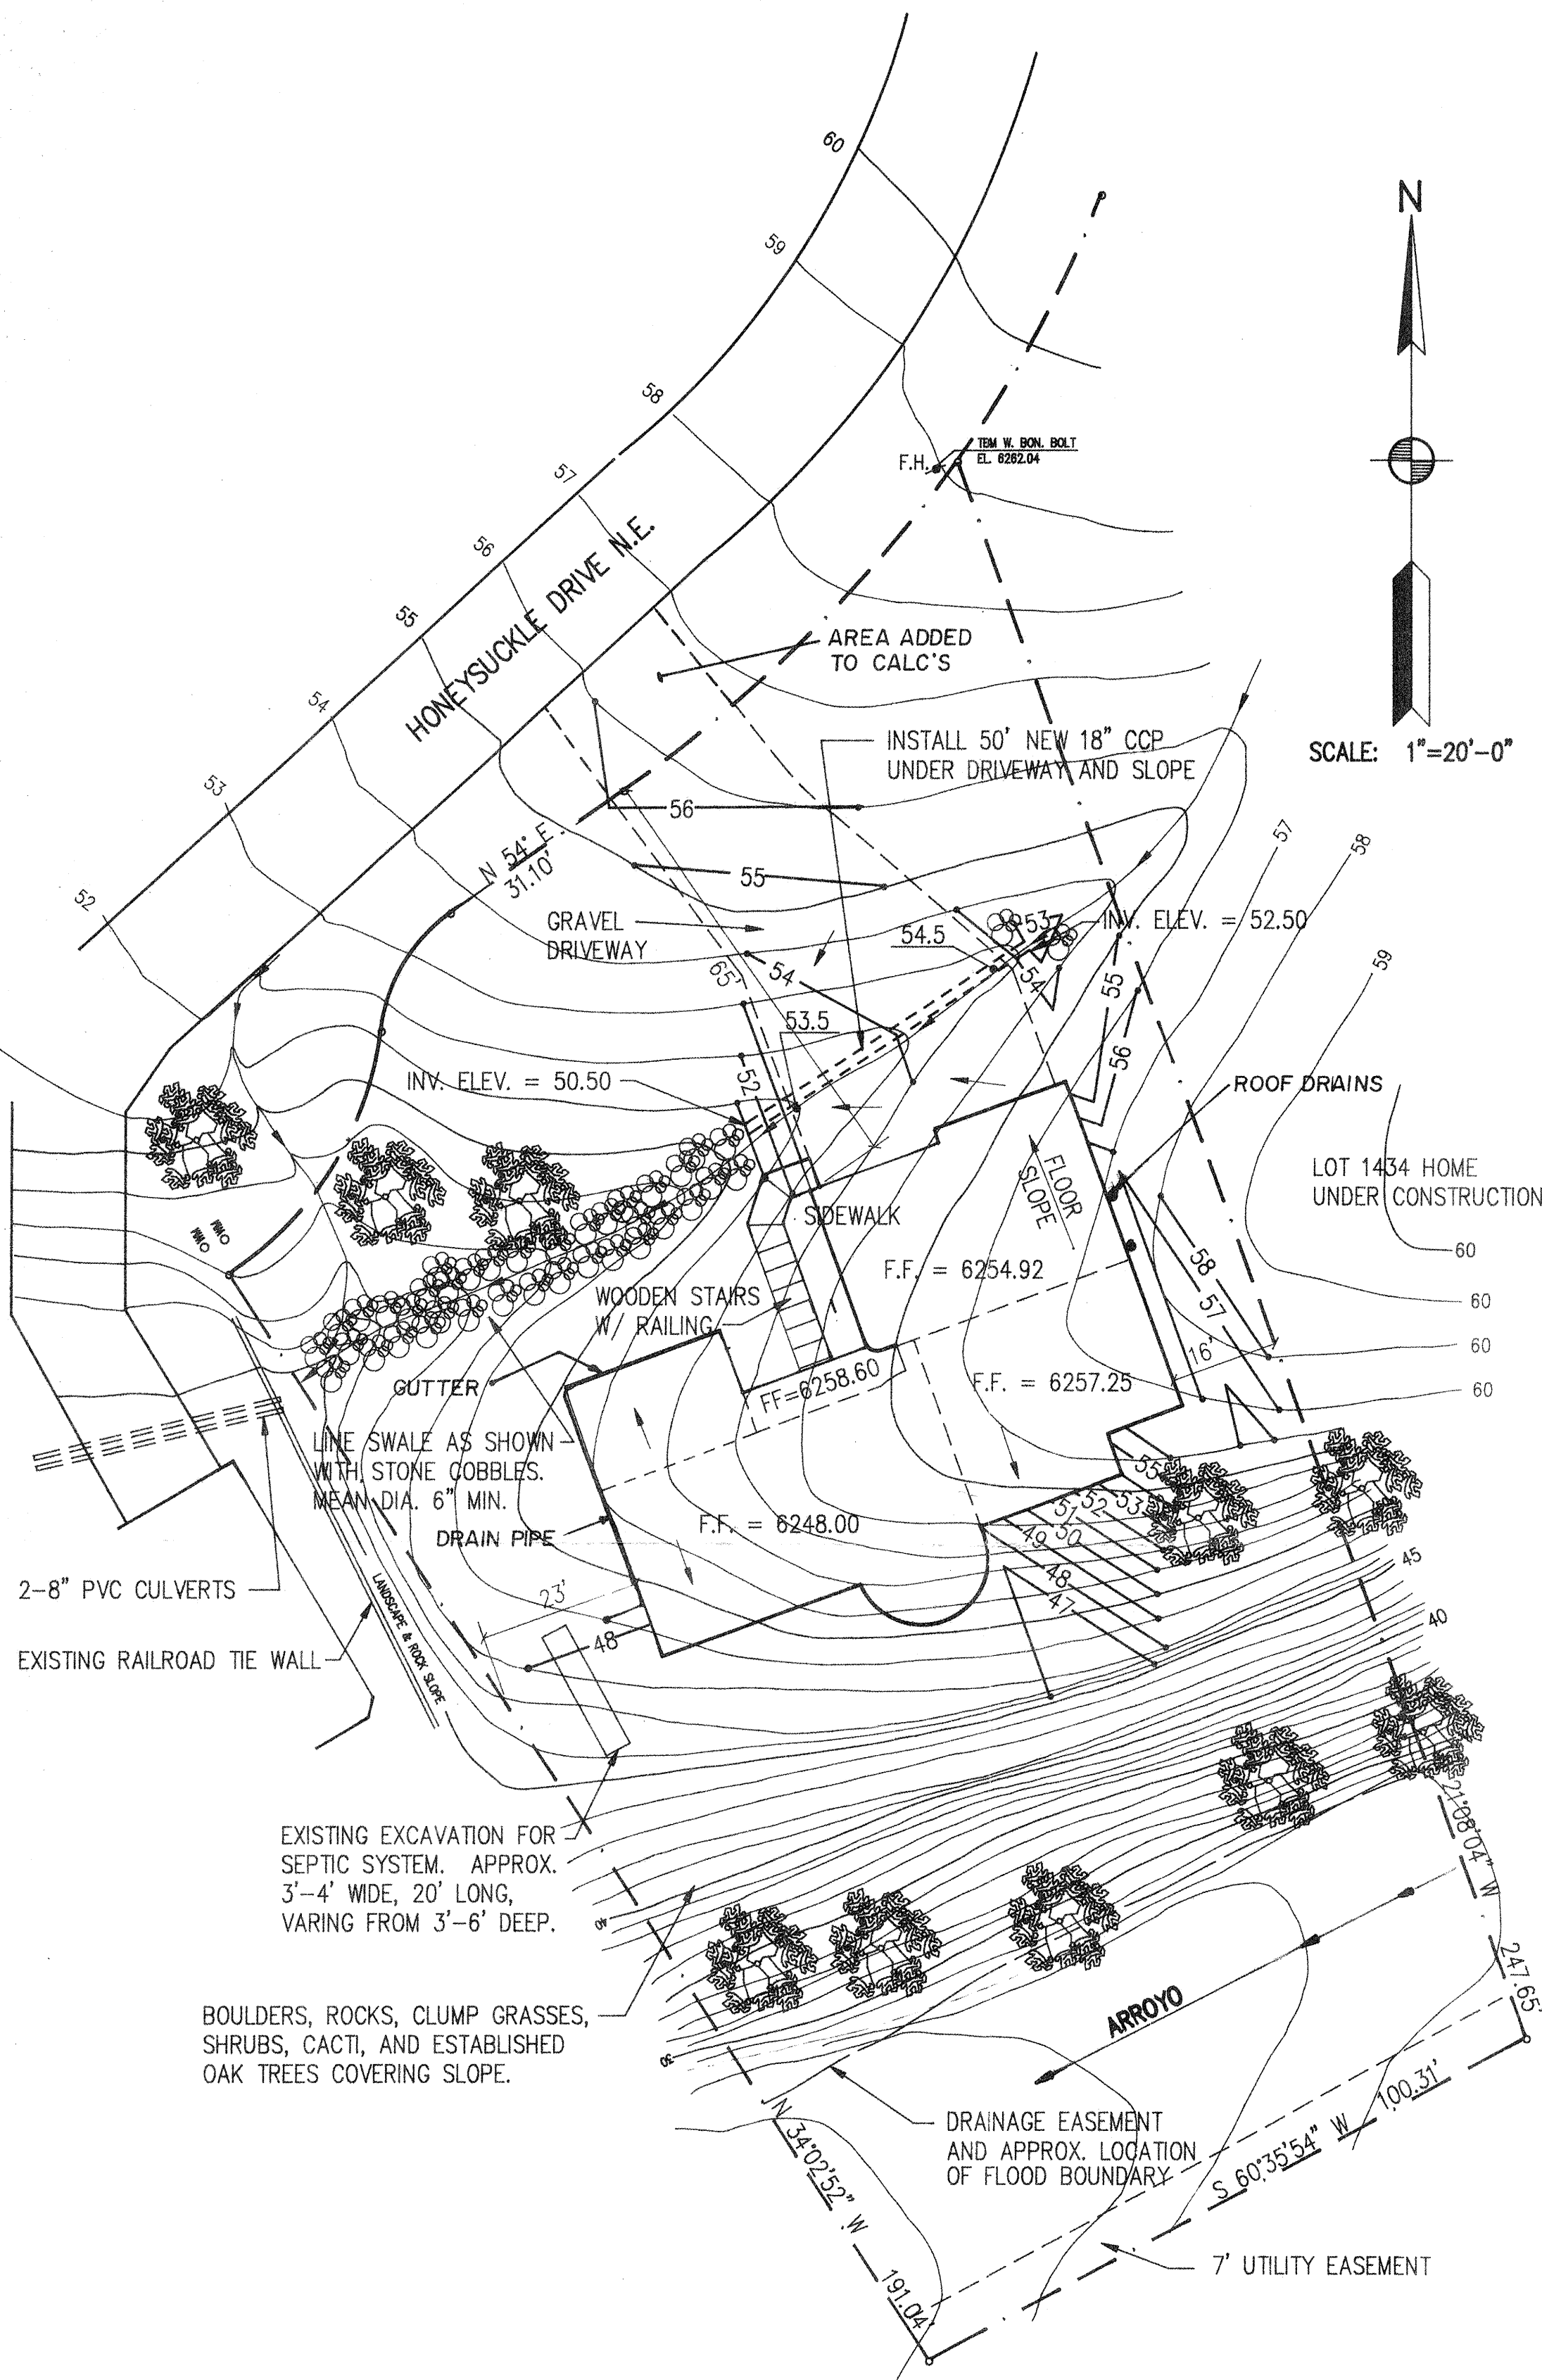 60
N
59
58
TBM W. BON. BOLT
EL. 6262.04
F.H.
57
56
HONEYSUCKLE DRIVE N.E.
55
AREA ADDED
TO CALC'S
54
INSTALL 50' NEW 18" CCP
UNDER DRIVEWAY AND SLOPE
SCALE: 1"=20'-0"
53
56
57
58
N 54° E
31.10'
55
52
GRAVEL
DRIVEWAY
54.5
53
INV. ELEV. = 52.50
59
65'
54
54
55
53.5
56
INV. ELEV. = 50.50
52
ROOF DRAINS
FLOOR
SLOPE
LOT 1434 HOME
UNDER CONSTRUCTION
SIDEWALK
60
58
F.F. = 6254.92
57
WOODEN STAIRS
W/ RAILING
60
60
16'
GUTTER
FF=6258.60
F.F. = 6257.25
60
LINE SWALE AS SHOWN
WITH STONE COBBLES.
MEAN DIA. 6" MIN.
55
53
52
51
50
49
48
47
F.F. = 6248.00
DRAIN PIPE
45
2-8" PVC CULVERTS
23'
40
LANDSCAPE & ROCK SLOPE
48
EXISTING RAILROAD TIE WALL
EXISTING EXCAVATION FOR
SEPTIC SYSTEM. APPROX.
3'-4' WIDE, 20' LONG,
VARING FROM 3'-6' DEEP.
21°08'04" W
247.65'
40
BOULDERS, ROCKS, CLUMP GRASSES,
SHRUBS, CACTI, AND ESTABLISHED
OAK TREES COVERING SLOPE.
30
ARROYO
DRAINAGE EASEMENT
AND APPROX. LOCATION
OF FLOOD BOUNDARY
N 34°02'52" W
191.04'
S 60°35'54" W 100.31'
7' UTILITY EASEMENT